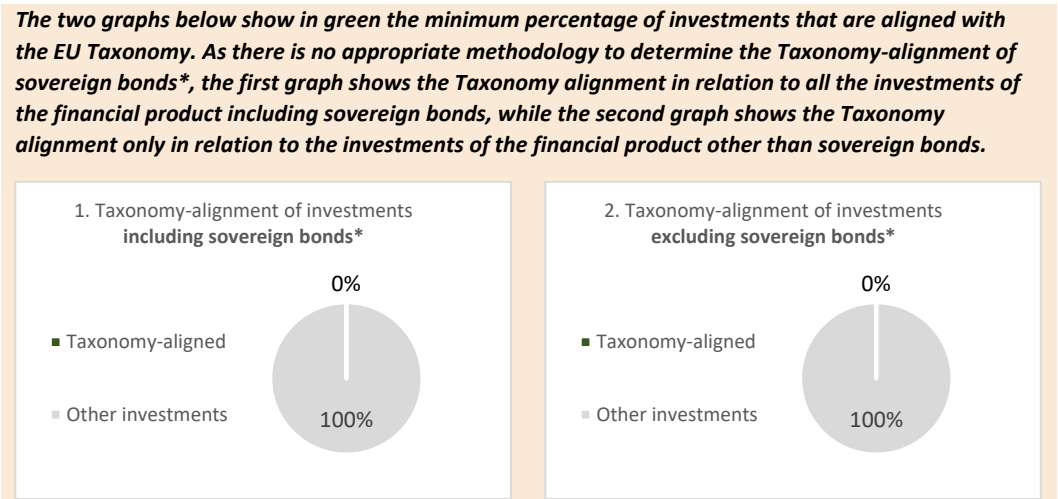 The two graphs below show in green the minimum percentage of investments that are aligned with
the EU Taxonomy. As there is no appropriate methodology to determine the Taxonomy-alignment of
sovereign bonds*, the first graph shows the Taxonomy alignment in relation to all the investments of
the financial product including sovereign bonds, while the second graph shows the Taxonomy
alignment only in relation to the investments of the financial product other than sovereign bonds.
1. Taxonomy-alignment of investments
including sovereign bonds*
0%
Taxonomy-aligned
Other investments
100%
2. Taxonomy-alignment of investments
excluding sovereign bonds*
0%
Taxonomy-aligned
Other investments
100%